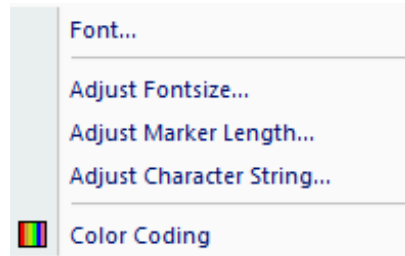 Font...
Adjust Fontsize...
Adjust Marker Length...
Adjust Character String...
Color Coding